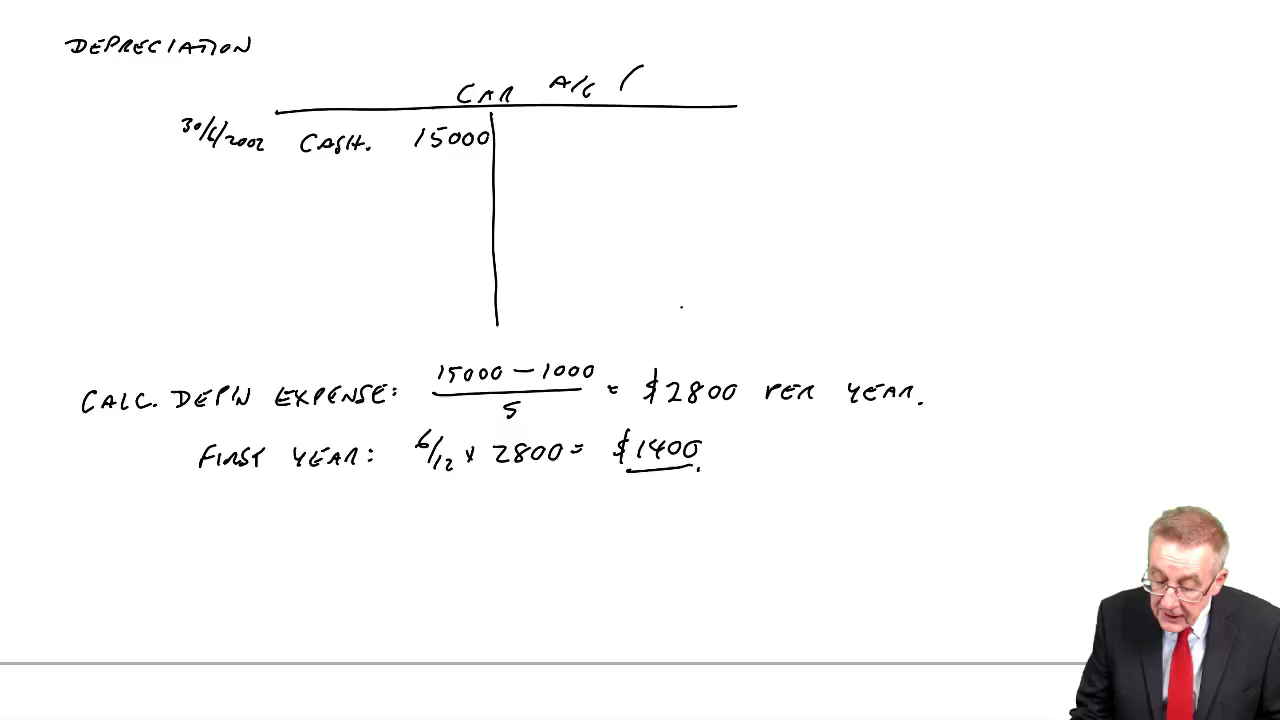 DEPRECIATION
CAR A/C (
30/6/2002 CASH. 15000
CALC. DEPN EXPENSE: 15000 – 1000 / 5 = $2800 PER YEAR.
FIRST YEAR: 6/12 × 2800 = $1400.